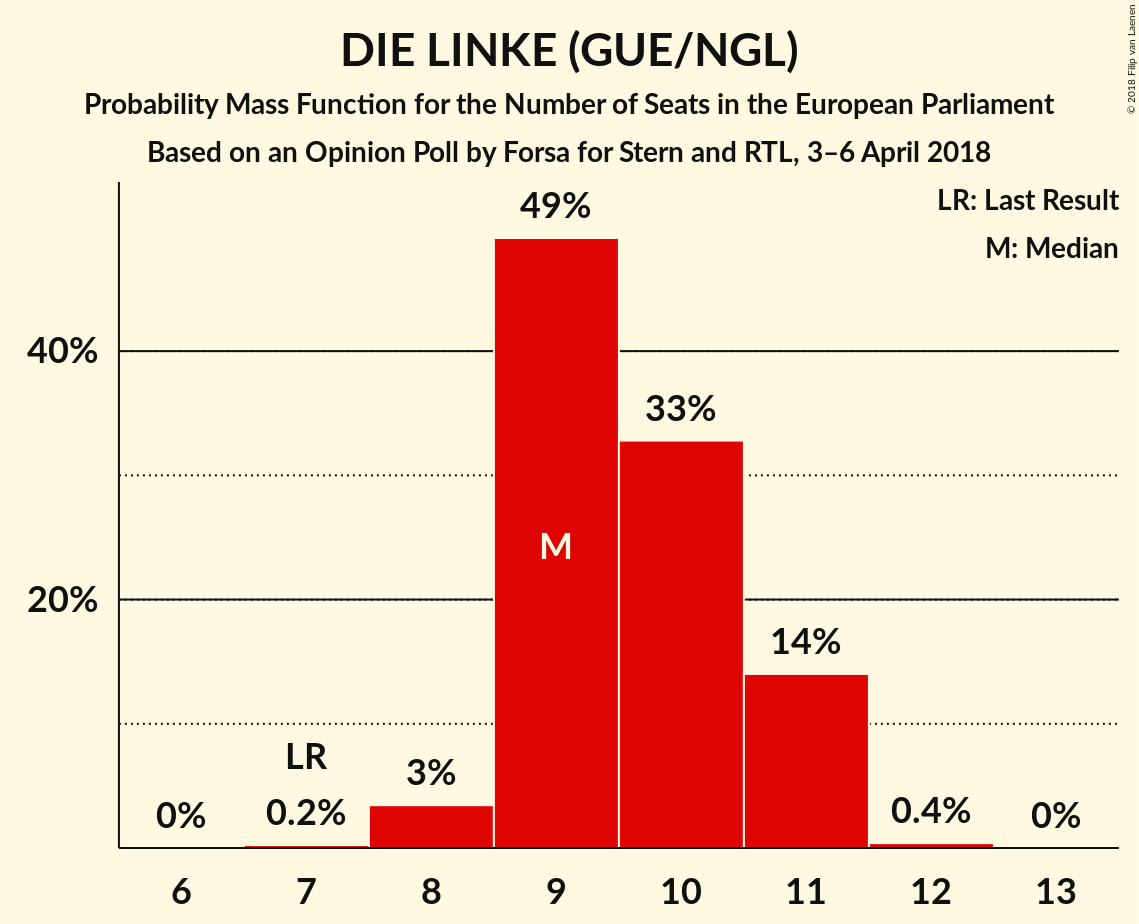 DIE LINKE (GUE/NGL)
Probability Mass Function for the Number of Seats in the European Parliament
Based on an Opinion Poll by Forsa for Stern and RTL, 3–6 April 2018
© 2018 Filip van Laenen
LR: Last Result
M: Median
49%
40%
33%
M
20%
14%
LR
3%
0%
0.2%
0.4%
0%
6 7 8 9 10 11 12 13